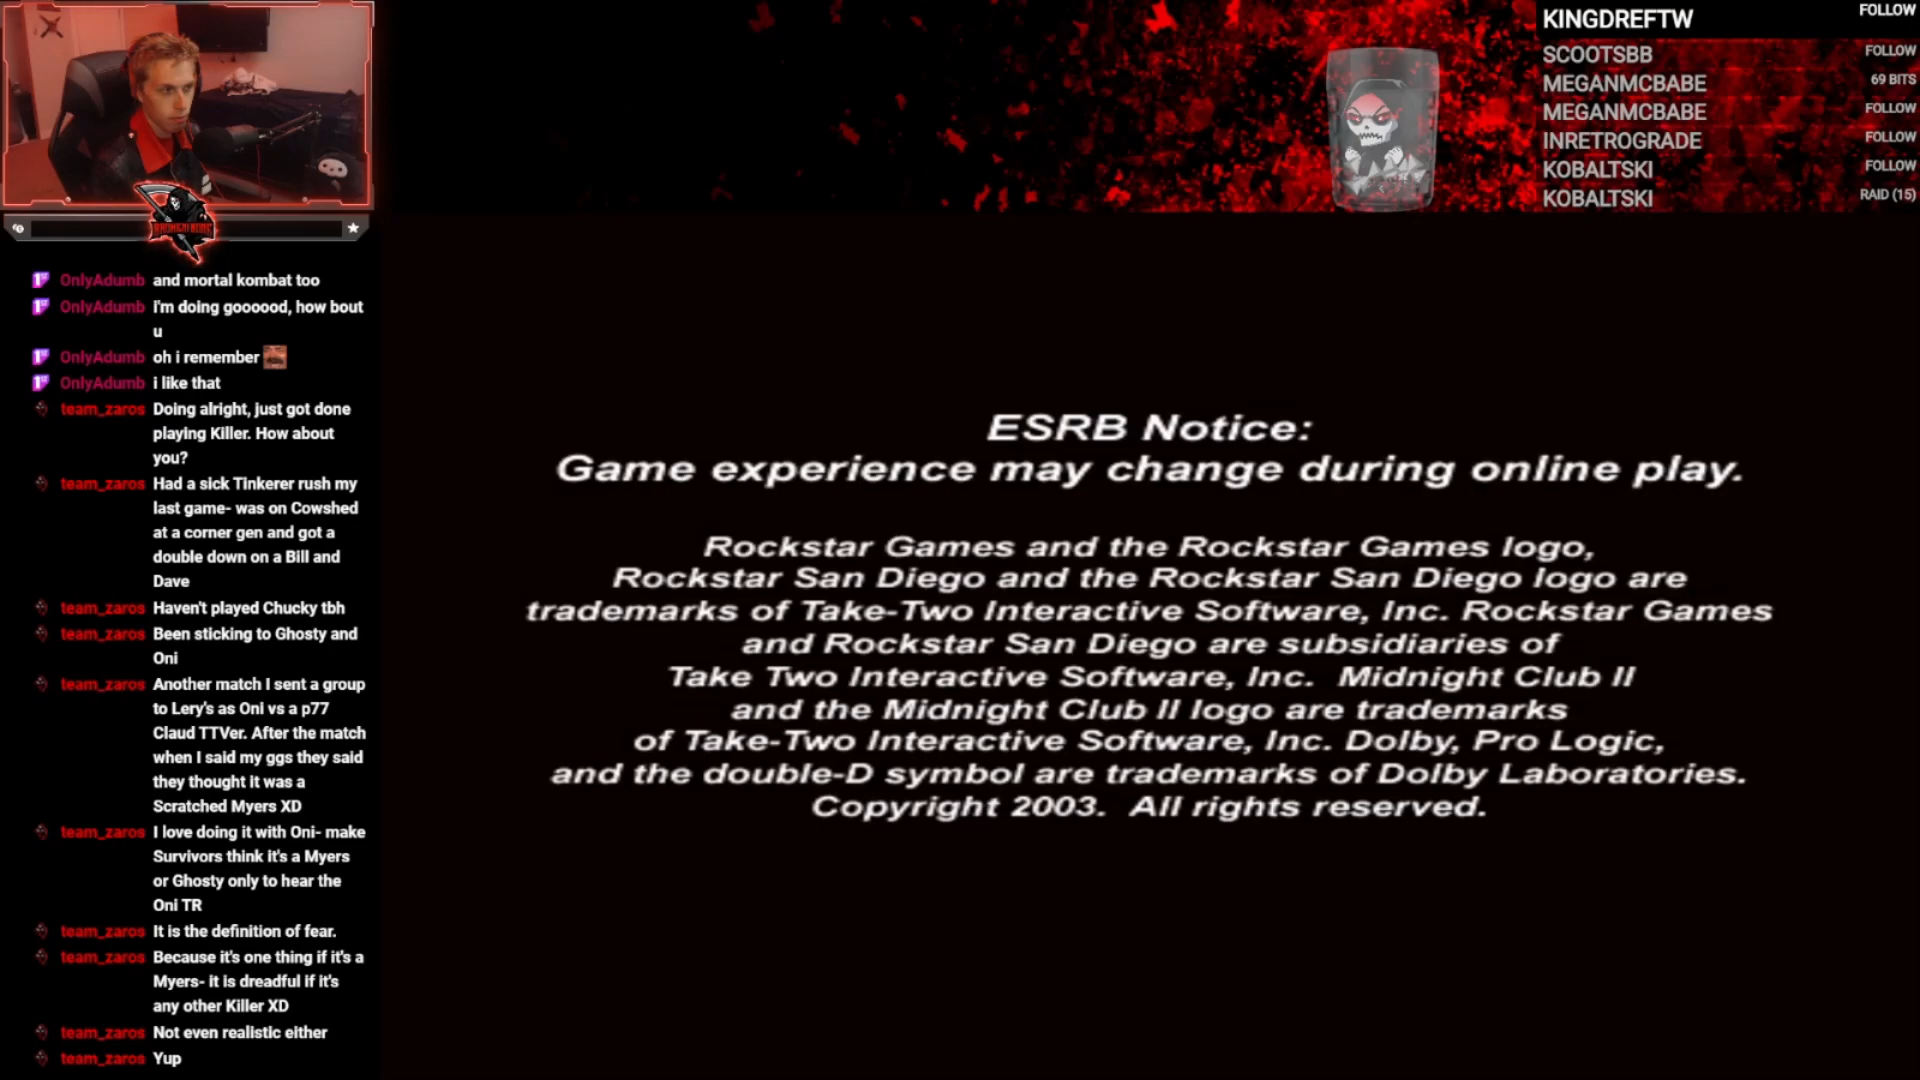 KINGDREFTW FOLLOW
SCOOTSBB FOLLOW
MEGANMCBABE 69 BITS
MEGANMCBABE FOLLOW
INRETROGRADE FOLLOW
KOBALTSKI FOLLOW
KOBALTSKI RAID (15)
OnlyAdumb and mortal kombat too
OnlyAdumb i'm doing goooood, how bout
u
OnlyAdumb oh i remember
OnlyAdumb i like that
team_zaros Doing alright, just got done
playing Killer. How about
you?
team_zaros Had a sick Tinkerer rush my
last game- was on Cowshed
at a corner gen and got a
double down on a Bill and
Dave
team_zaros Haven't played Chucky tbh
team_zaros Been sticking to Ghosty and
Oni
team_zaros Another match I sent a group
to Lery's as Oni vs a p77
Claud TTVer. After the match
when I said my ggs they said
they thought it was a
Scratched Myers XD
team_zaros I love doing it with Oni- make
Survivors think it's a Myers
or Ghosty only to hear the
Oni TR
team_zaros It is the definition of fear.
team_zaros Because it's one thing if it's a
Myers- it is dreadful if it's
any other Killer XD
team_zaros Not even realistic either
team_zaros Yup
ESRB Notice:
Game experience may change during online play.
Rockstar Games and the Rockstar Games logo,
Rockstar San Diego and the Rockstar San Diego logo are
trademarks of Take-Two Interactive Software, Inc. Rockstar Games
and Rockstar San Diego are subsidiaries of
Take Two Interactive Software, Inc. Midnight Club II
and the Midnight Club II logo are trademarks
of Take-Two Interactive Software, Inc. Dolby, Pro Logic,
and the double-D symbol are trademarks of Dolby Laboratories.
Copyright 2003. All rights reserved.